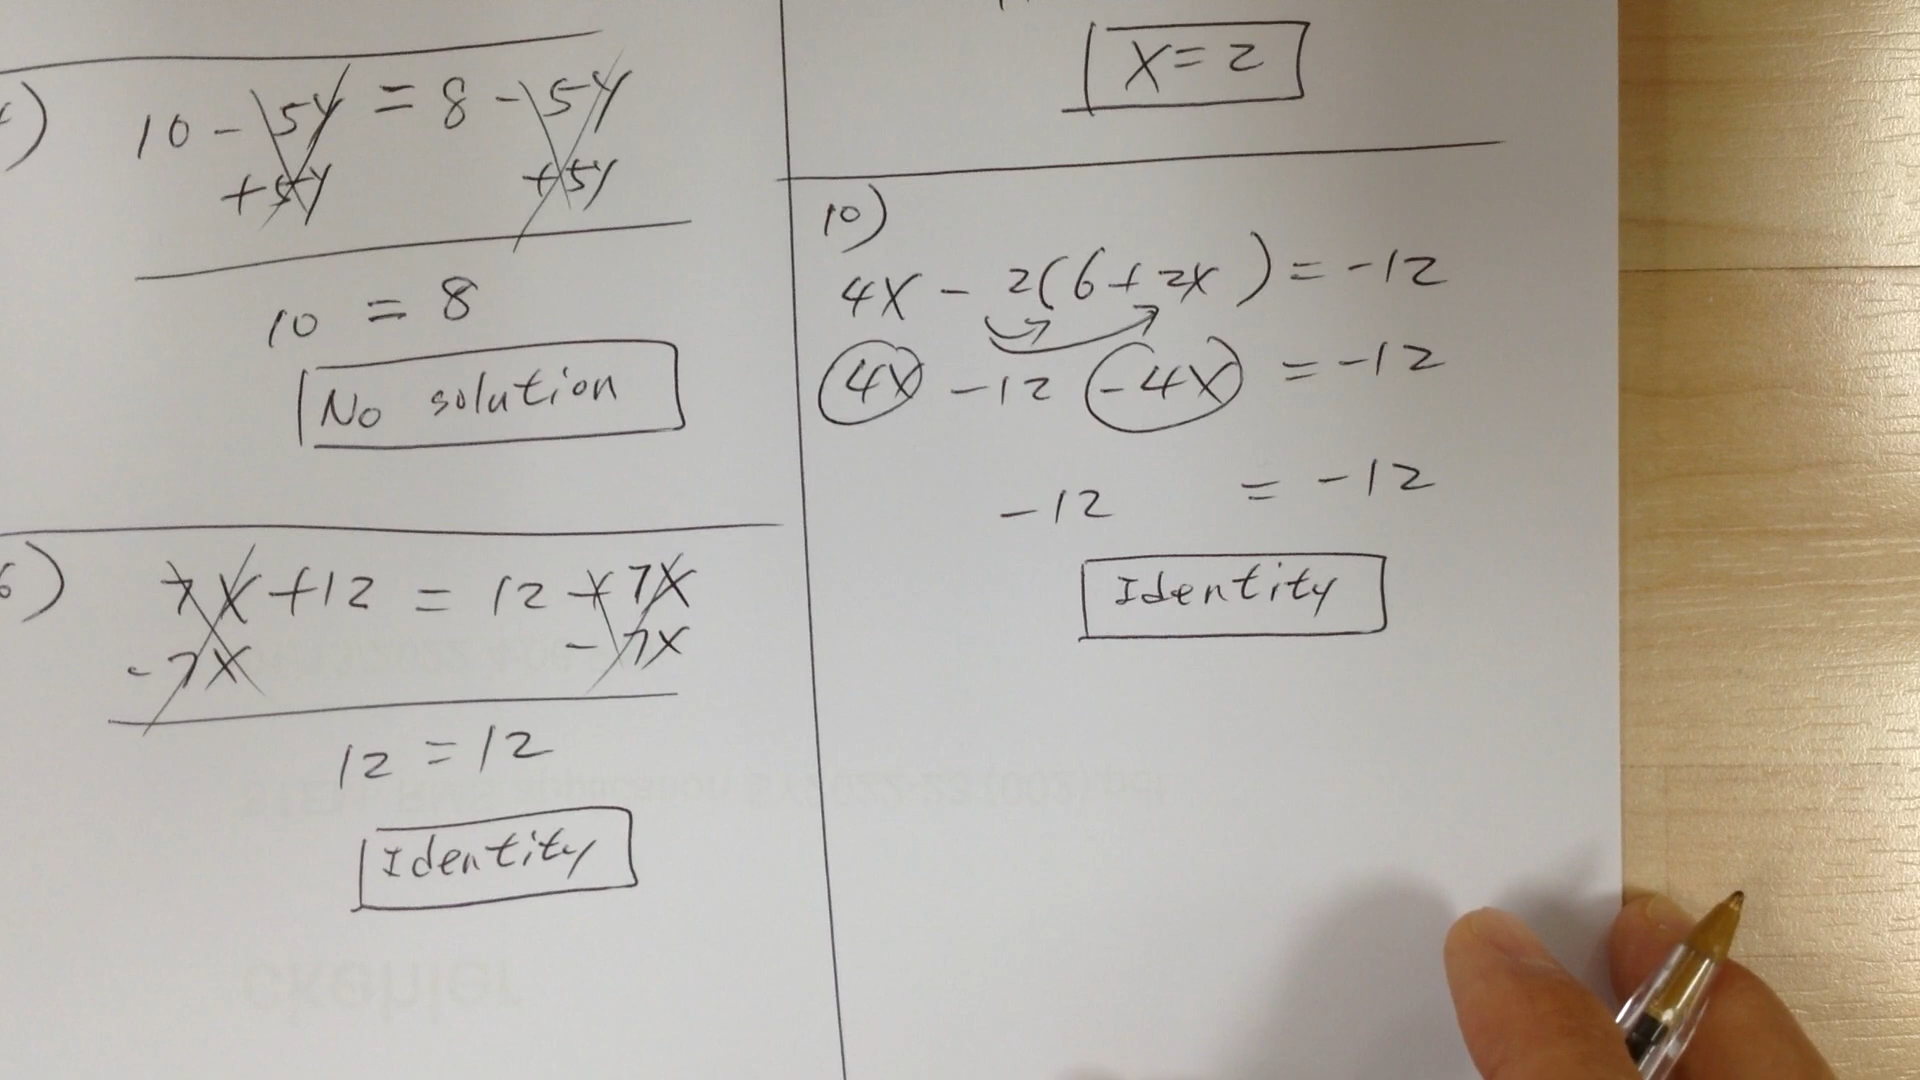 )
10 - 5y = 8 - 5y
+5y +5y
10 = 8
No solution
6)
7x + 12 = 12 + 7x
- 7x - 7x
12 = 12
Identity
x = 2
10)
4x - 2(6 + 2x) = -12
4x - 12 - 4x = -12
-12 = -12
Identity